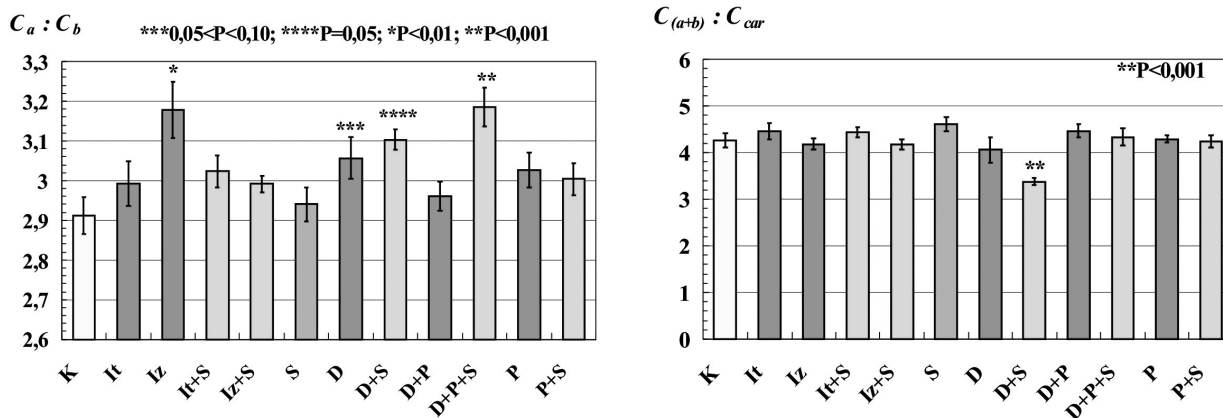 Ca : Cb
***0,05<P<0,10; ****P=0,05; *P<0,01; **P<0,001
3,3
3,2
3,1
3
2,9
2,8
2,7
2,6
*
***
****
**
K
It
Iz
It+S
Iz+S
S
D
D+S
D+P
D+P+S
P
P+S
C(a+b) : Ccar
**P<0,001
6
5
4
3
2
1
0
**
K
It
Iz
It+S
Iz+S
S
D
D+S
D+P
D+P+S
P
P+S